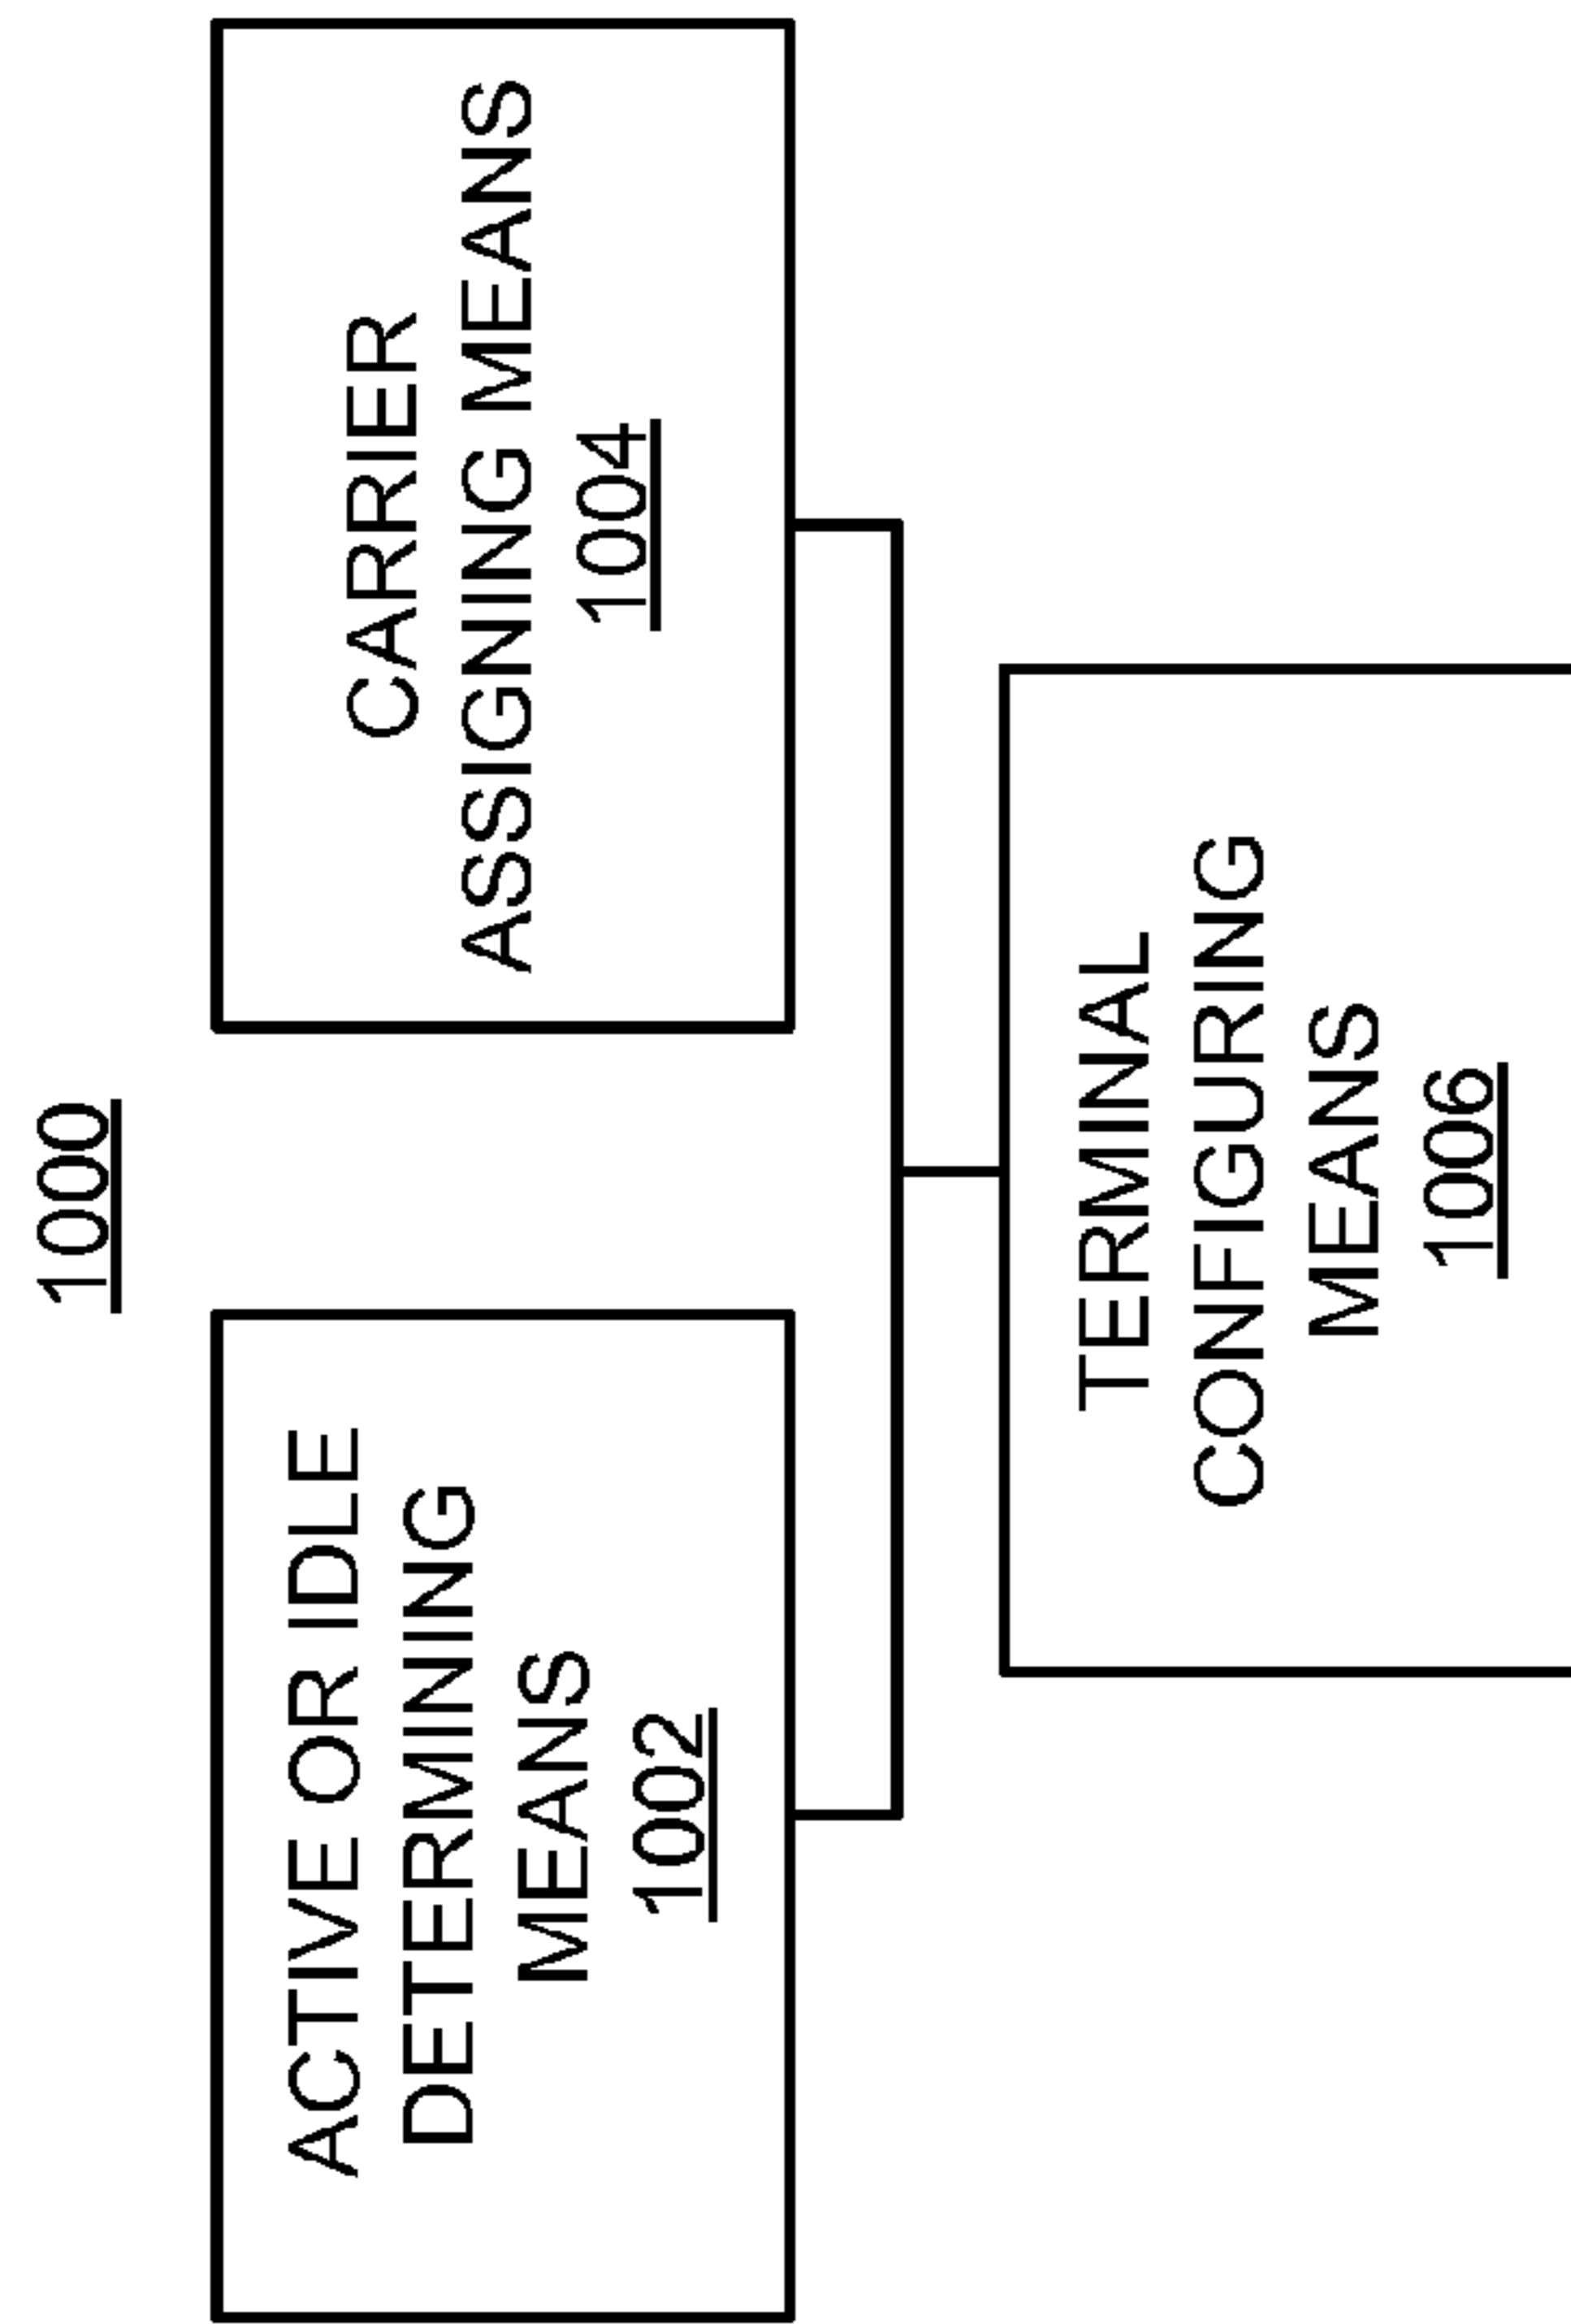 1000
ACTIVE OR IDLE
DETERMINING
MEANS
1002
CARRIER
ASSIGNING MEANS
1004
TERMINAL
CONFIGURING
MEANS
1006